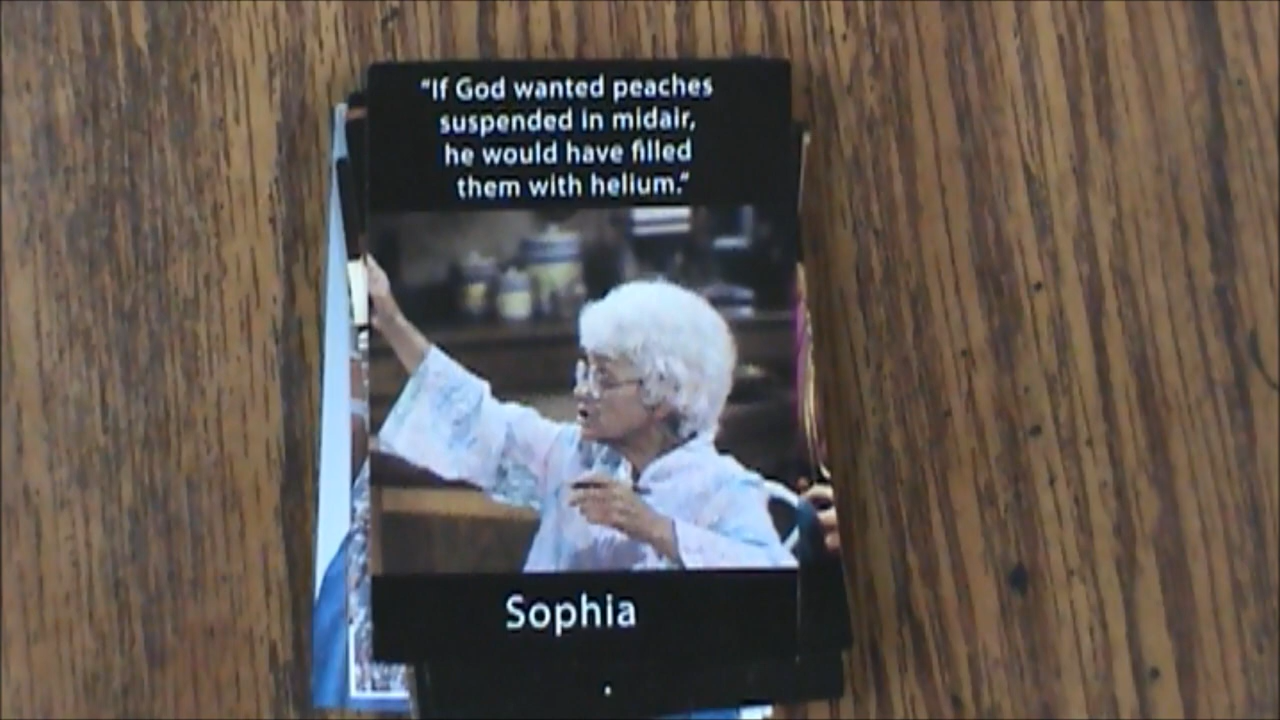 “If God wanted peaches
suspended in midair,
he would have filled
them with helium.”
Sophia